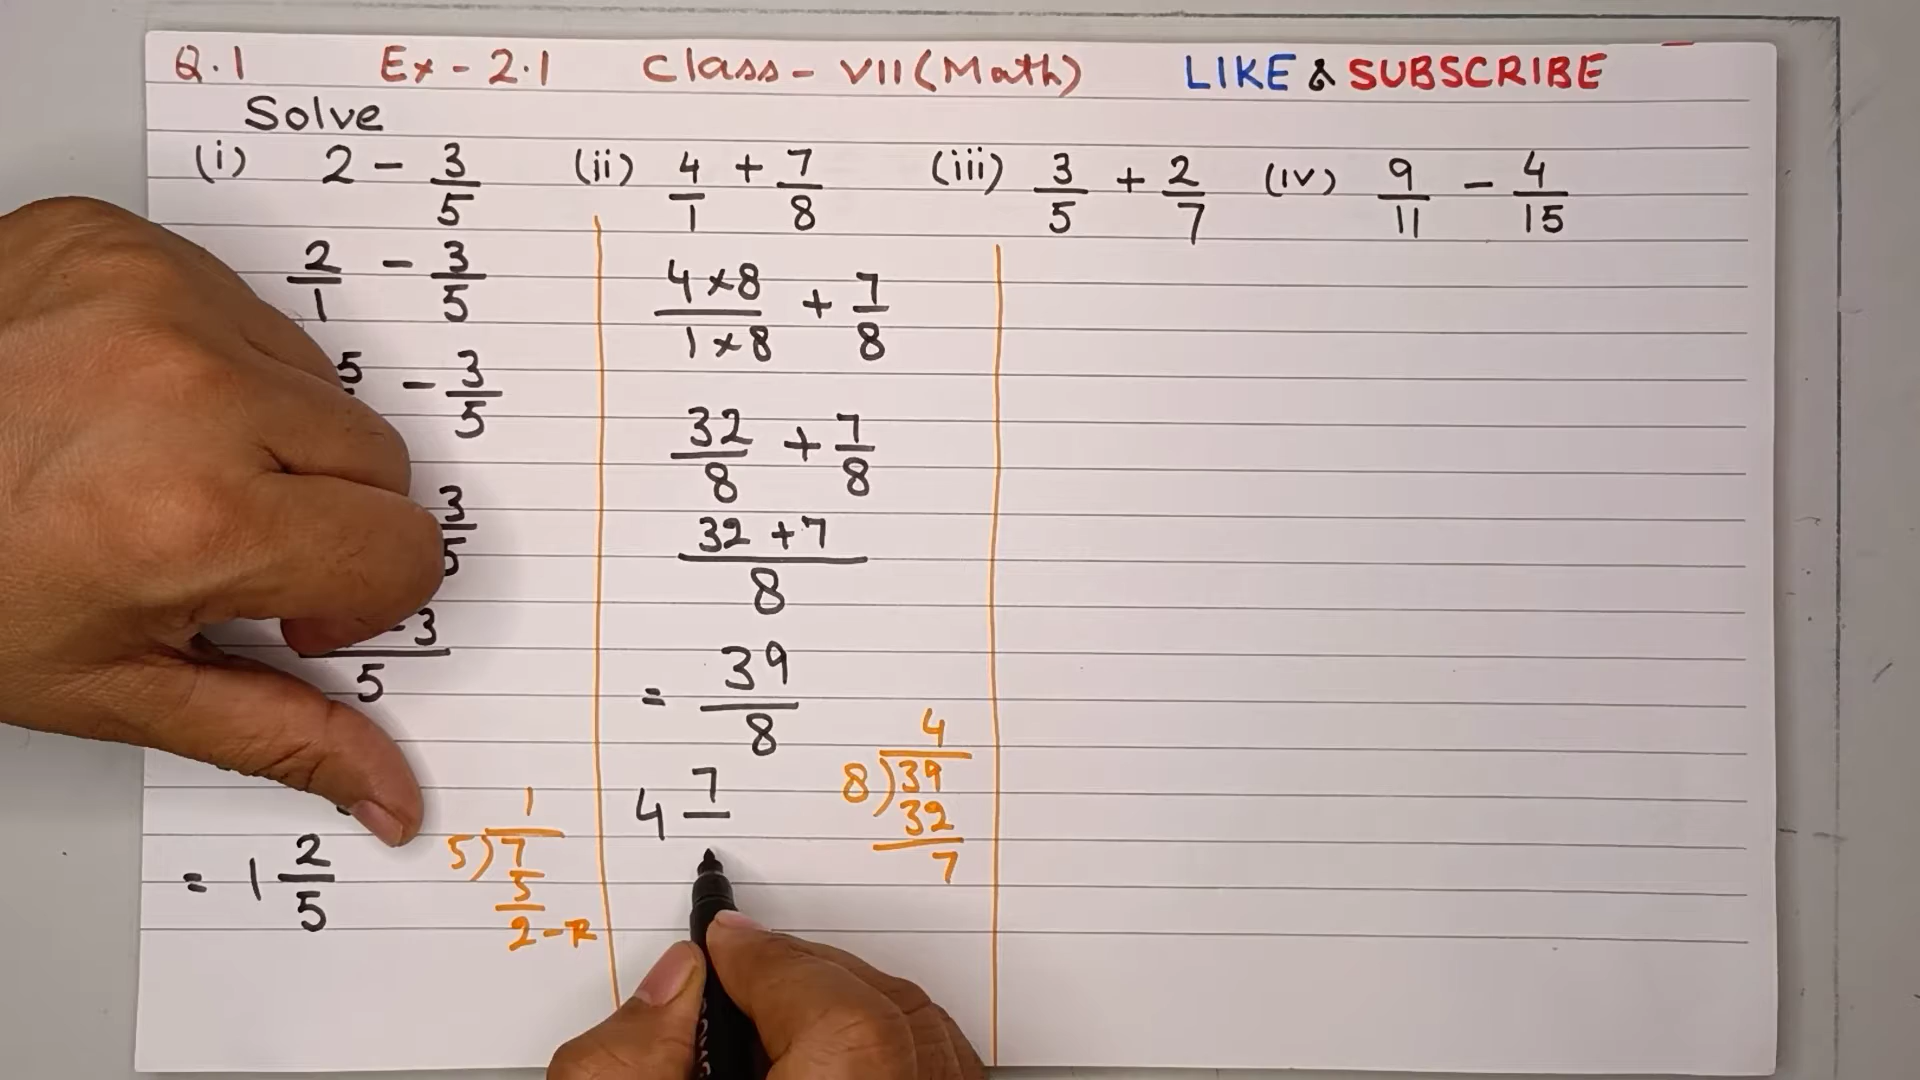 Q.1 Ex-2.1 Class-VII(Math) LIKE & SUBSCRIBE
Solve
(i) 2 - 3/5 (ii) 4/1 + 7/8 (iii) 3/5 + 2/7 (iv) 9/11 - 4/15
2/1 - 3/5
5 - 3/5
3/5
-3/5
= 1 2/5
1
5)7
5
2-R
4×8/1×8 + 7/8
32/8 + 7/8
32+7/8
= 39/8
4 7/
4
8)39
32
7